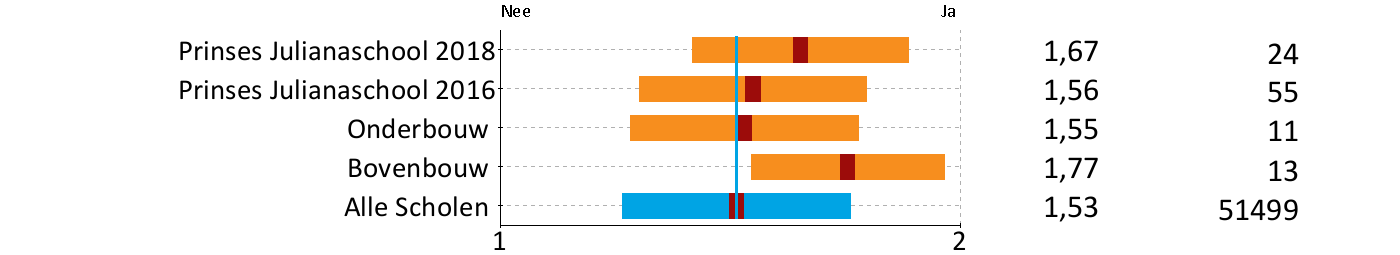 Nee Ja
Prinses Julianaschool 2018 1,67 24
Prinses Julianaschool 2016 1,56 55
Onderbouw 1,55 11
Bovenbouw 1,77 13
Alle Scholen 1,53 51499
1 2